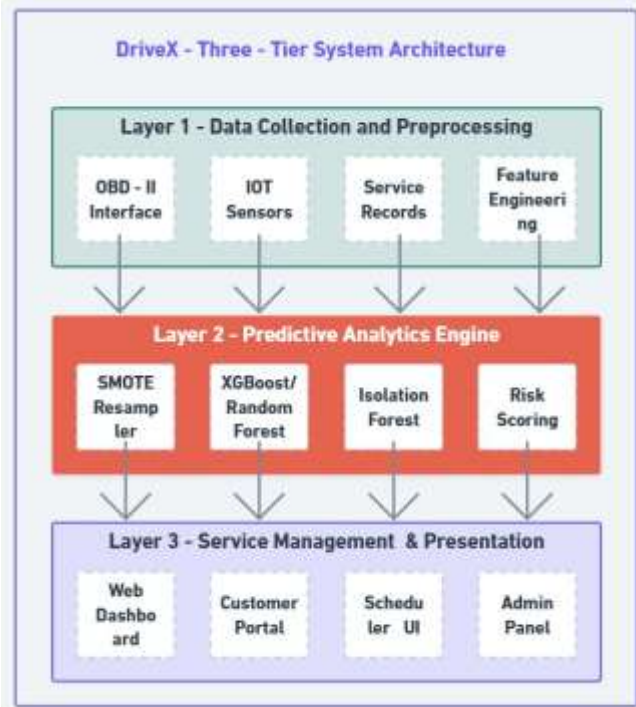 DriveX - Three - Tier System Architecture
Layer 1 - Data Collection and Preprocessing
OBD - II
Interface
IOT
Sensors
Service
Records
Feature
Engineeri
ng
Layer 2 - Predictive Analytics Engine
SMOTE
Resamp
ler
XGBoost/
Random
Forest
Isolation
Forest
Risk
Scoring
Layer 3 - Service Management & Presentation
Web
Dashbo
ard
Customer
Portal
Schedu
ler UI
Admin
Panel